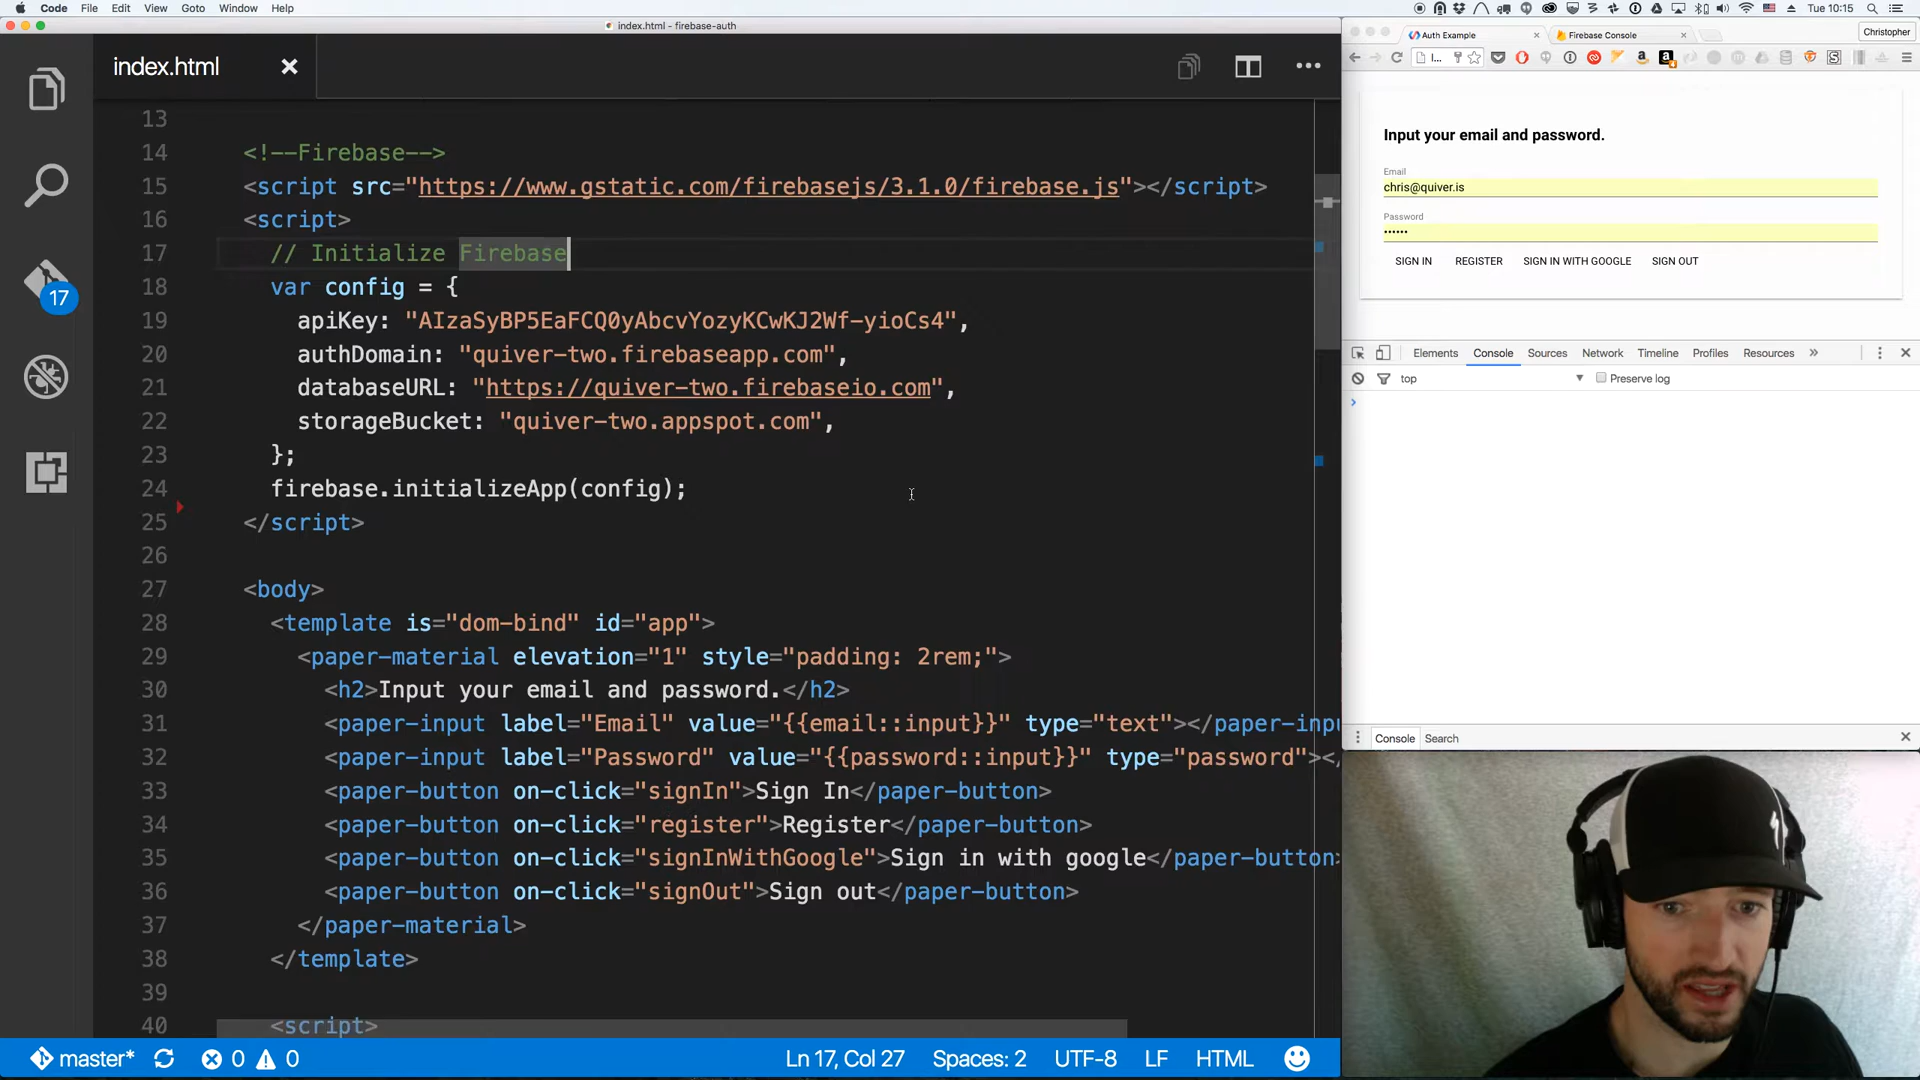 Code File Edit View Goto Window Help
Tue 10:15
index.html - firebase-auth
index.html
13
14 <!--Firebase-->
15 <script src="https://www.gstatic.com/firebasejs/3.1.0/firebase.js"></script>
16 <script>
17 // Initialize Firebase
18 var config = {
19 apiKey: "AIzaSyBP5EaFCQ0yAbcvYozyKCwKJ2Wf-yioCs4",
20 authDomain: "quiver-two.firebaseapp.com",
21 databaseURL: "https://quiver-two.firebaseio.com",
22 storageBucket: "quiver-two.appspot.com",
23 };
24 firebase.initializeApp(config);
25 </script>
26
27 <body>
28 <template is="dom-bind" id="app">
29 <paper-material elevation="1" style="padding: 2rem;">
30 <h2>Input your email and password.</h2>
31 <paper-input label="Email" value="{{email::input}}" type="text"></paper-inpu
32 <paper-input label="Password" value="{{password::input}}" type="password"></
33 <paper-button on-click="signIn">Sign In</paper-button>
34 <paper-button on-click="register">Register</paper-button>
35 <paper-button on-click="signInWithGoogle">Sign in with google</paper-button>
36 <paper-button on-click="signOut">Sign out</paper-button>
37 </paper-material>
38 </template>
39
40 <script>
17
master* 0 0 Ln 17, Col 27 Spaces: 2 UTF-8 LF HTML
Auth Example
Firebase Console
Christopher
Input your email and password.
Email
chris@quiver.is
Password
••••••
SIGN IN REGISTER SIGN IN WITH GOOGLE SIGN OUT
Elements Console Sources Network Timeline Profiles Resources »
top Preserve log
Console Search